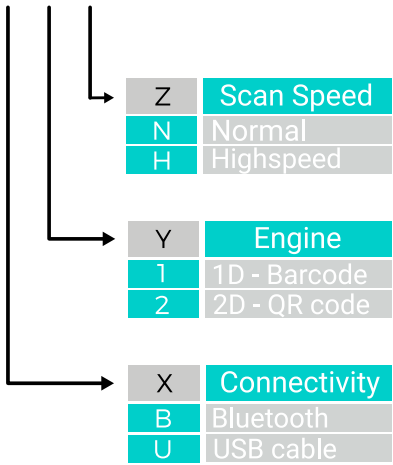 Z Scan Speed
N Normal
H Highspeed
Y Engine
1 1D - Barcode
2 2D - QR code
X Connectivity
B Bluetooth
U USB cable